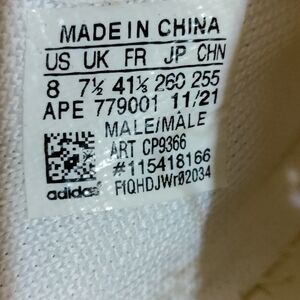 MADE IN CHINA
US UK FR JP CHN
8 7½ 41⅓ 260 255
APE 779001 11/21
MALE/MÂLE
ART CP9366
#115418166
adidas F1QHDJWr02034